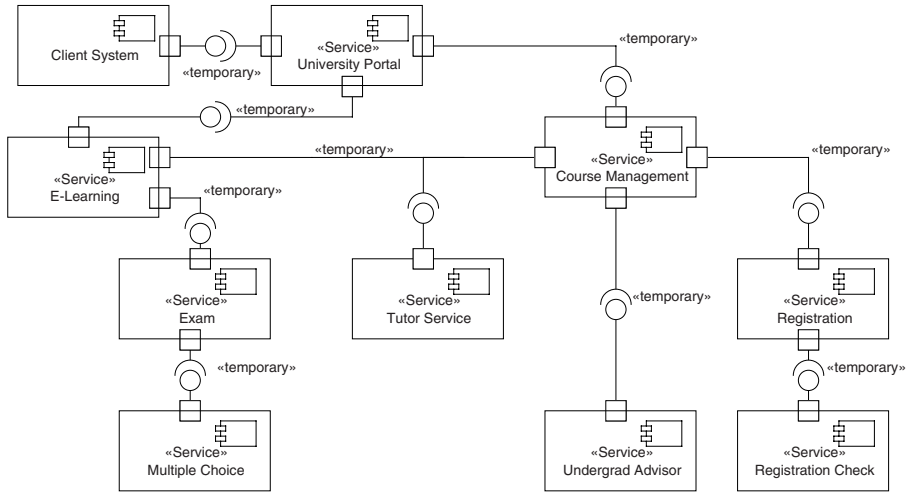 Client System
«temporary»
«Service»
University Portal
«temporary»
«temporary»
«Service»
E-Learning
«temporary»
«temporary»
«Service»
Course Management
«temporary»
«Service»
Exam
«Service»
Tutor Service
«temporary»
«Service»
Registration
«temporary»
«temporary»
«Service»
Multiple Choice
«Service»
Undergrad Advisor
«Service»
Registration Check